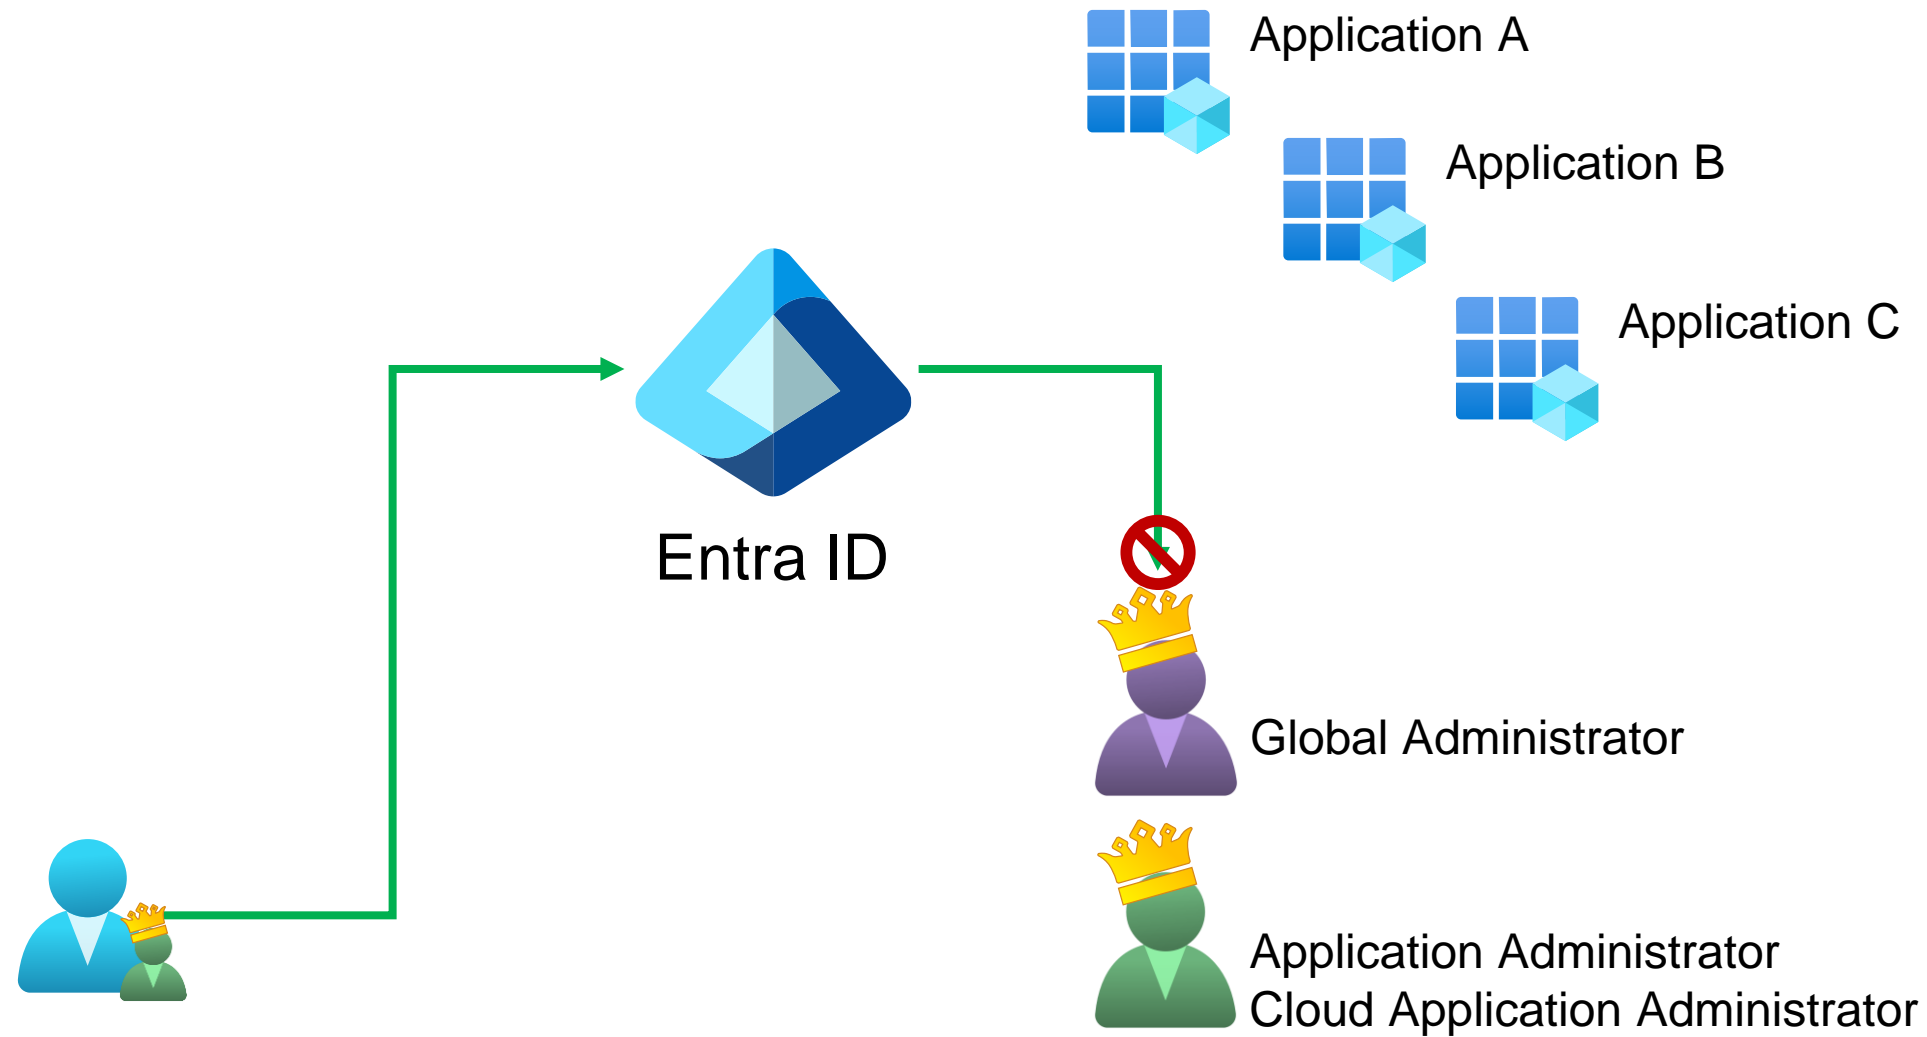 Application A
Application B
Application C
Entra ID
Global Administrator
Application Administrator
Cloud Application Administrator